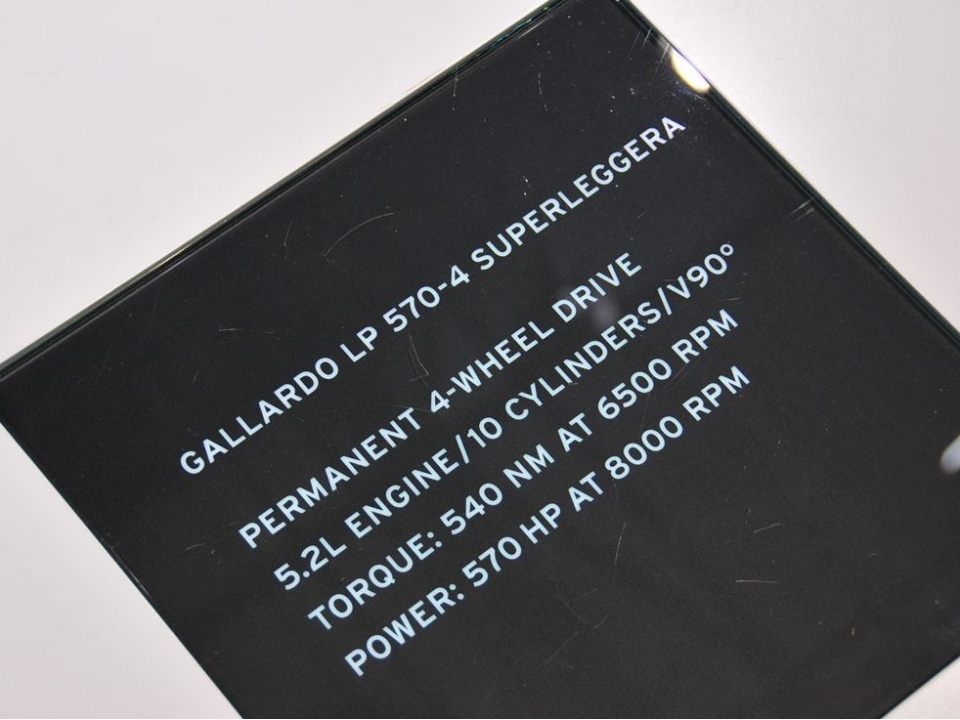 GALLARDO LP 570-4 SUPERLEGGERA
PERMANENT 4-WHEEL DRIVE
5.2L ENGINE/10 CYLINDERS/V90°
TORQUE: 540 NM AT 6500 RPM
POWER: 570 HP AT 8000 RPM